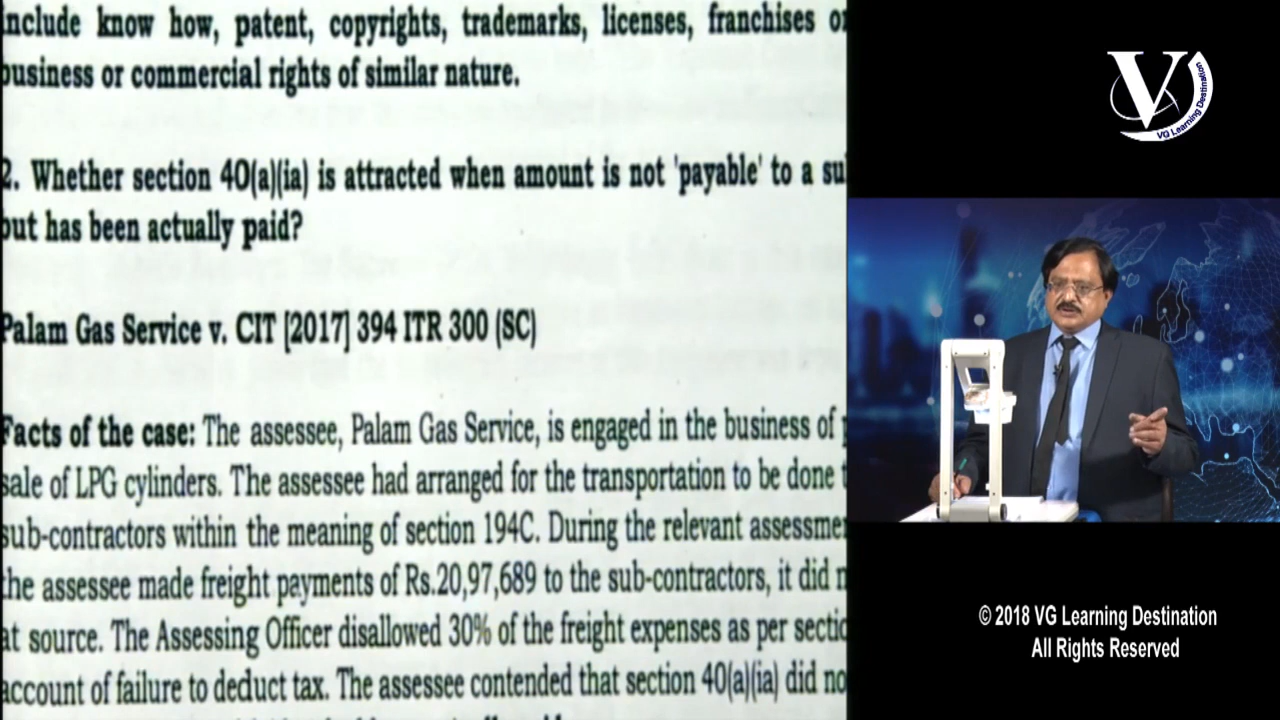 include know how, patent, copyrights, trademarks, licenses, franchises or
business or commercial rights of similar nature.
2. Whether section 40(a)(ia) is attracted when amount is not 'payable' to a su
but has been actually paid?
Palam Gas Service v. CIT [2017] 394 ITR 300 (SC)
Facts of the case: The assessee, Palam Gas Service, is engaged in the business of p
sale of LPG cylinders. The assessee had arranged for the transportation to be done t
sub-contractors within the meaning of section 194C. During the relevant assessme
the assessee made freight payments of Rs.20,97,689 to the sub-contractors, it did n
at source. The Assessing Officer disallowed 30% of the freight expenses as per sectio
account of failure to deduct tax. The assessee contended that section 40(a)(ia) did no
V
VG Learning Destination
© 2018 VG Learning Destination
All Rights Reserved